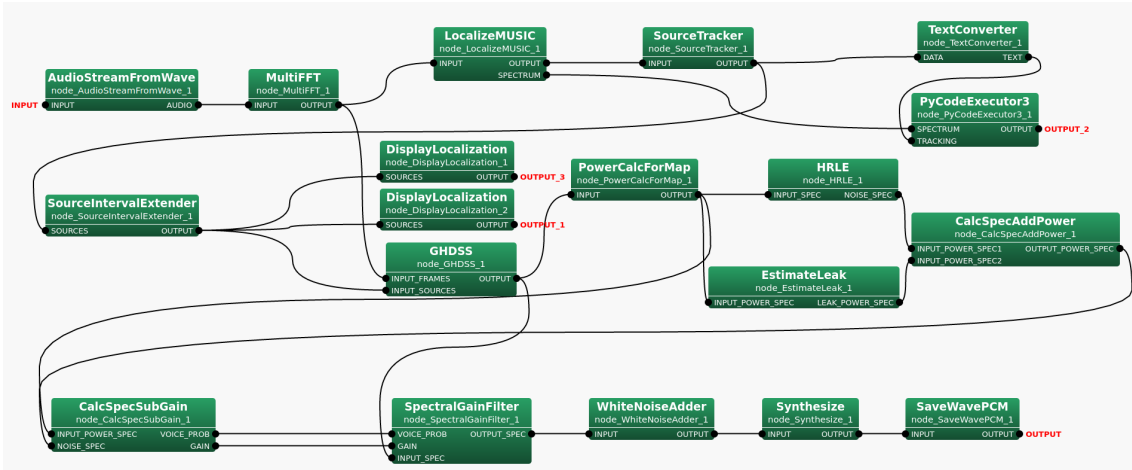 LocalizeMUSIC
node_LocalizeMUSIC_1
INPUT OUTPUT
SPECTRUM
SourceTracker
node_SourceTracker_1
INPUT OUTPUT
TextConverter
node_TextConverter_1
DATA TEXT
AudioStreamFromWave
node_AudioStreamFromWave_1
INPUT INPUT AUDIO
MultiFFT
node_MultiFFT_1
INPUT OUTPUT
PyCodeExecutor3
node_PyCodeExecutor3_1
SPECTRUM OUTPUT OUTPUT_2
TRACKING
DisplayLocalization
node_DisplayLocalization_1
SOURCES OUTPUT OUTPUT_3
PowerCalcForMap
node_PowerCalcForMap_1
INPUT OUTPUT
HRLE
node_HRLE_1
INPUT_SPEC NOISE_SPEC
SourceIntervalExtender
node_SourceIntervalExtender_1
SOURCES OUTPUT
DisplayLocalization
node_DisplayLocalization_2
SOURCES OUTPUT OUTPUT_1
CalcSpecAddPower
node_CalcSpecAddPower_1
INPUT_POWER_SPEC1 OUTPUT_POWER_SPEC
INPUT_POWER_SPEC2
GHDSS
node_GHDSS_1
INPUT_FRAMES OUTPUT
INPUT_SOURCES
EstimateLeak
node_EstimateLeak_1
INPUT_POWER_SPEC LEAK_POWER_SPEC
CalcSpecSubGain
node_CalcSpecSubGain_1
INPUT_POWER_SPEC VOICE_PROB
NOISE_SPEC GAIN
SpectralGainFilter
node_SpectralGainFilter_1
VOICE_PROB OUTPUT_SPEC
GAIN
INPUT_SPEC
WhiteNoiseAdder
node_WhiteNoiseAdder_1
INPUT OUTPUT
Synthesize
node_Synthesize_1
INPUT OUTPUT
SaveWavePCM
node_SaveWavePCM_1
INPUT OUTPUT OUTPUT